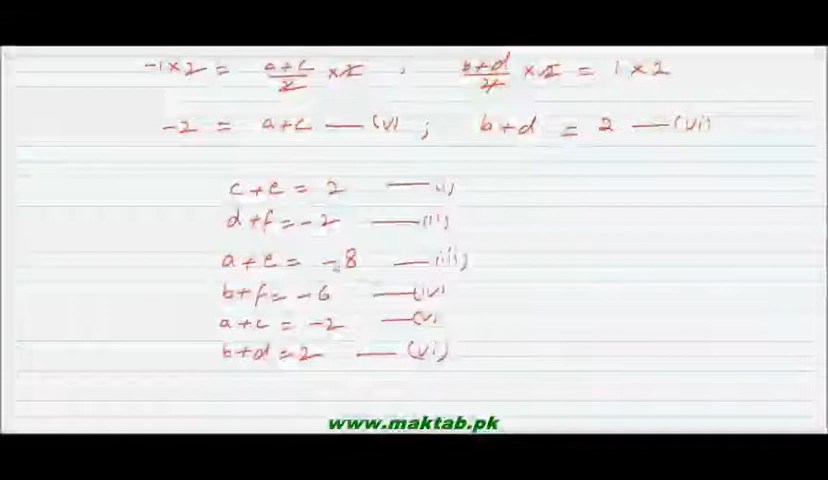 -1 × 2 = a+c/2 × 2 , b+d/2 × 2 = 1 × 2
-2 = a+c —(v) ; b+d = 2 —(vi)
c+e = 2 —(i)
d+f = -2 —(ii)
a+e = -8 —(iii)
b+f = -6 —(iv)
a+c = -2 —(v)
b+d = 2 —(vi)
www.maktab.pk